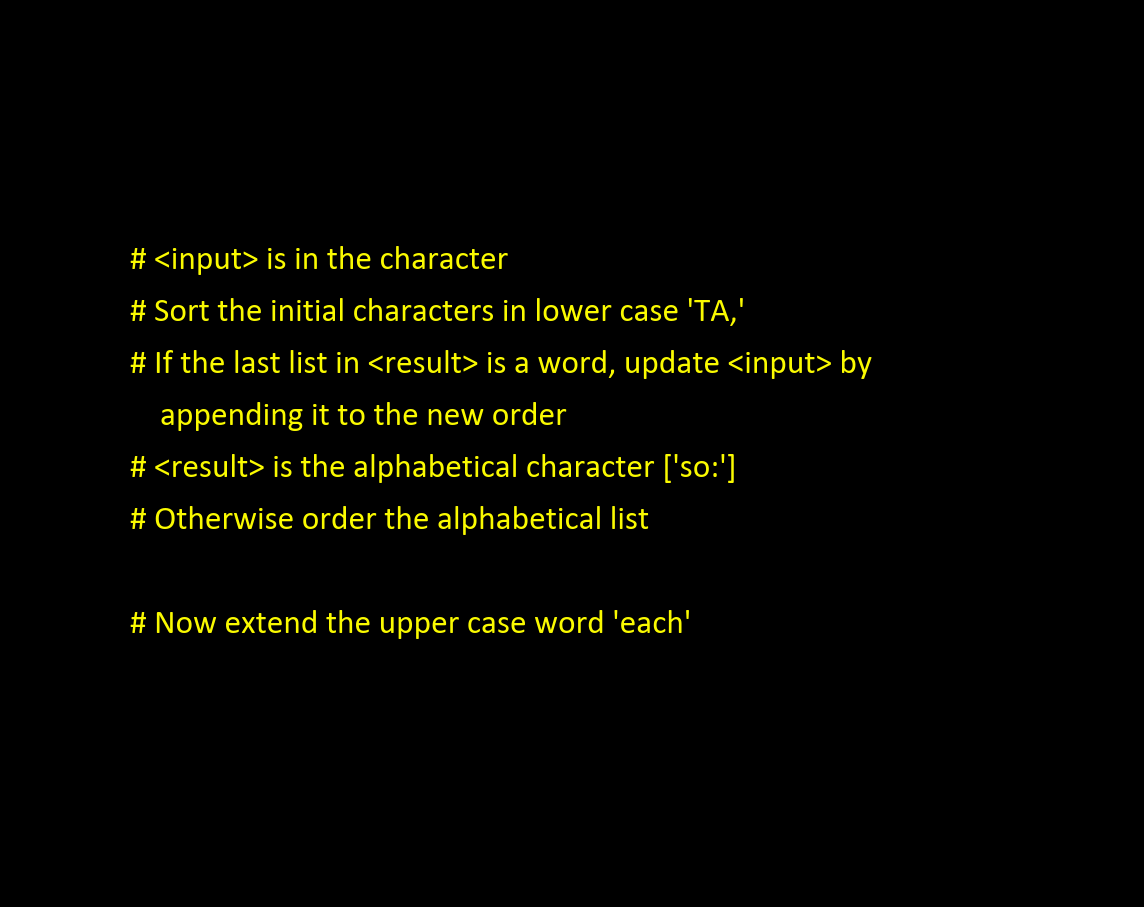 # <input> is in the character
# Sort the initial characters in lower case 'TA,'
# If the last list in <result> is a word, update <input> by
appending it to the new order
# <result> is the alphabetical character ['so:']
# Otherwise order the alphabetical list
# Now extend the upper case word 'each'